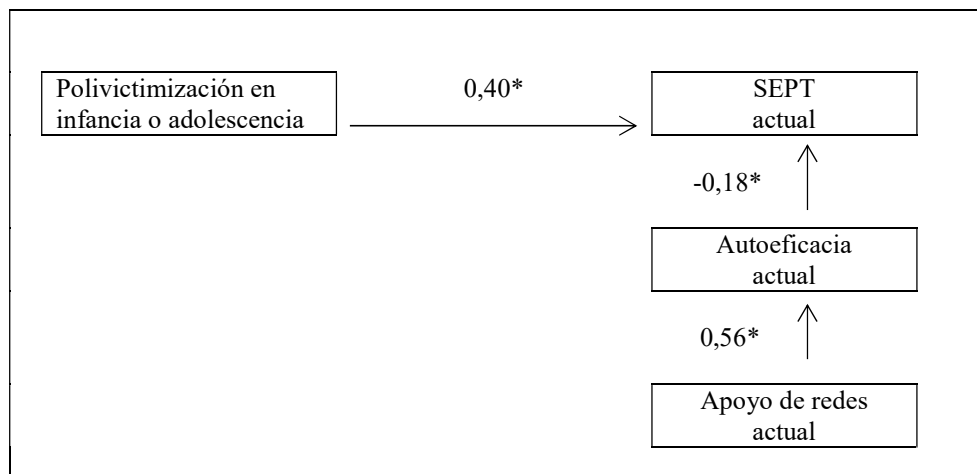 Polivictimización en
infancia o adolescencia
0,40*
SEPT
actual
-0,18*
Autoeficacia
actual
0,56*
Apoyo de redes
actual